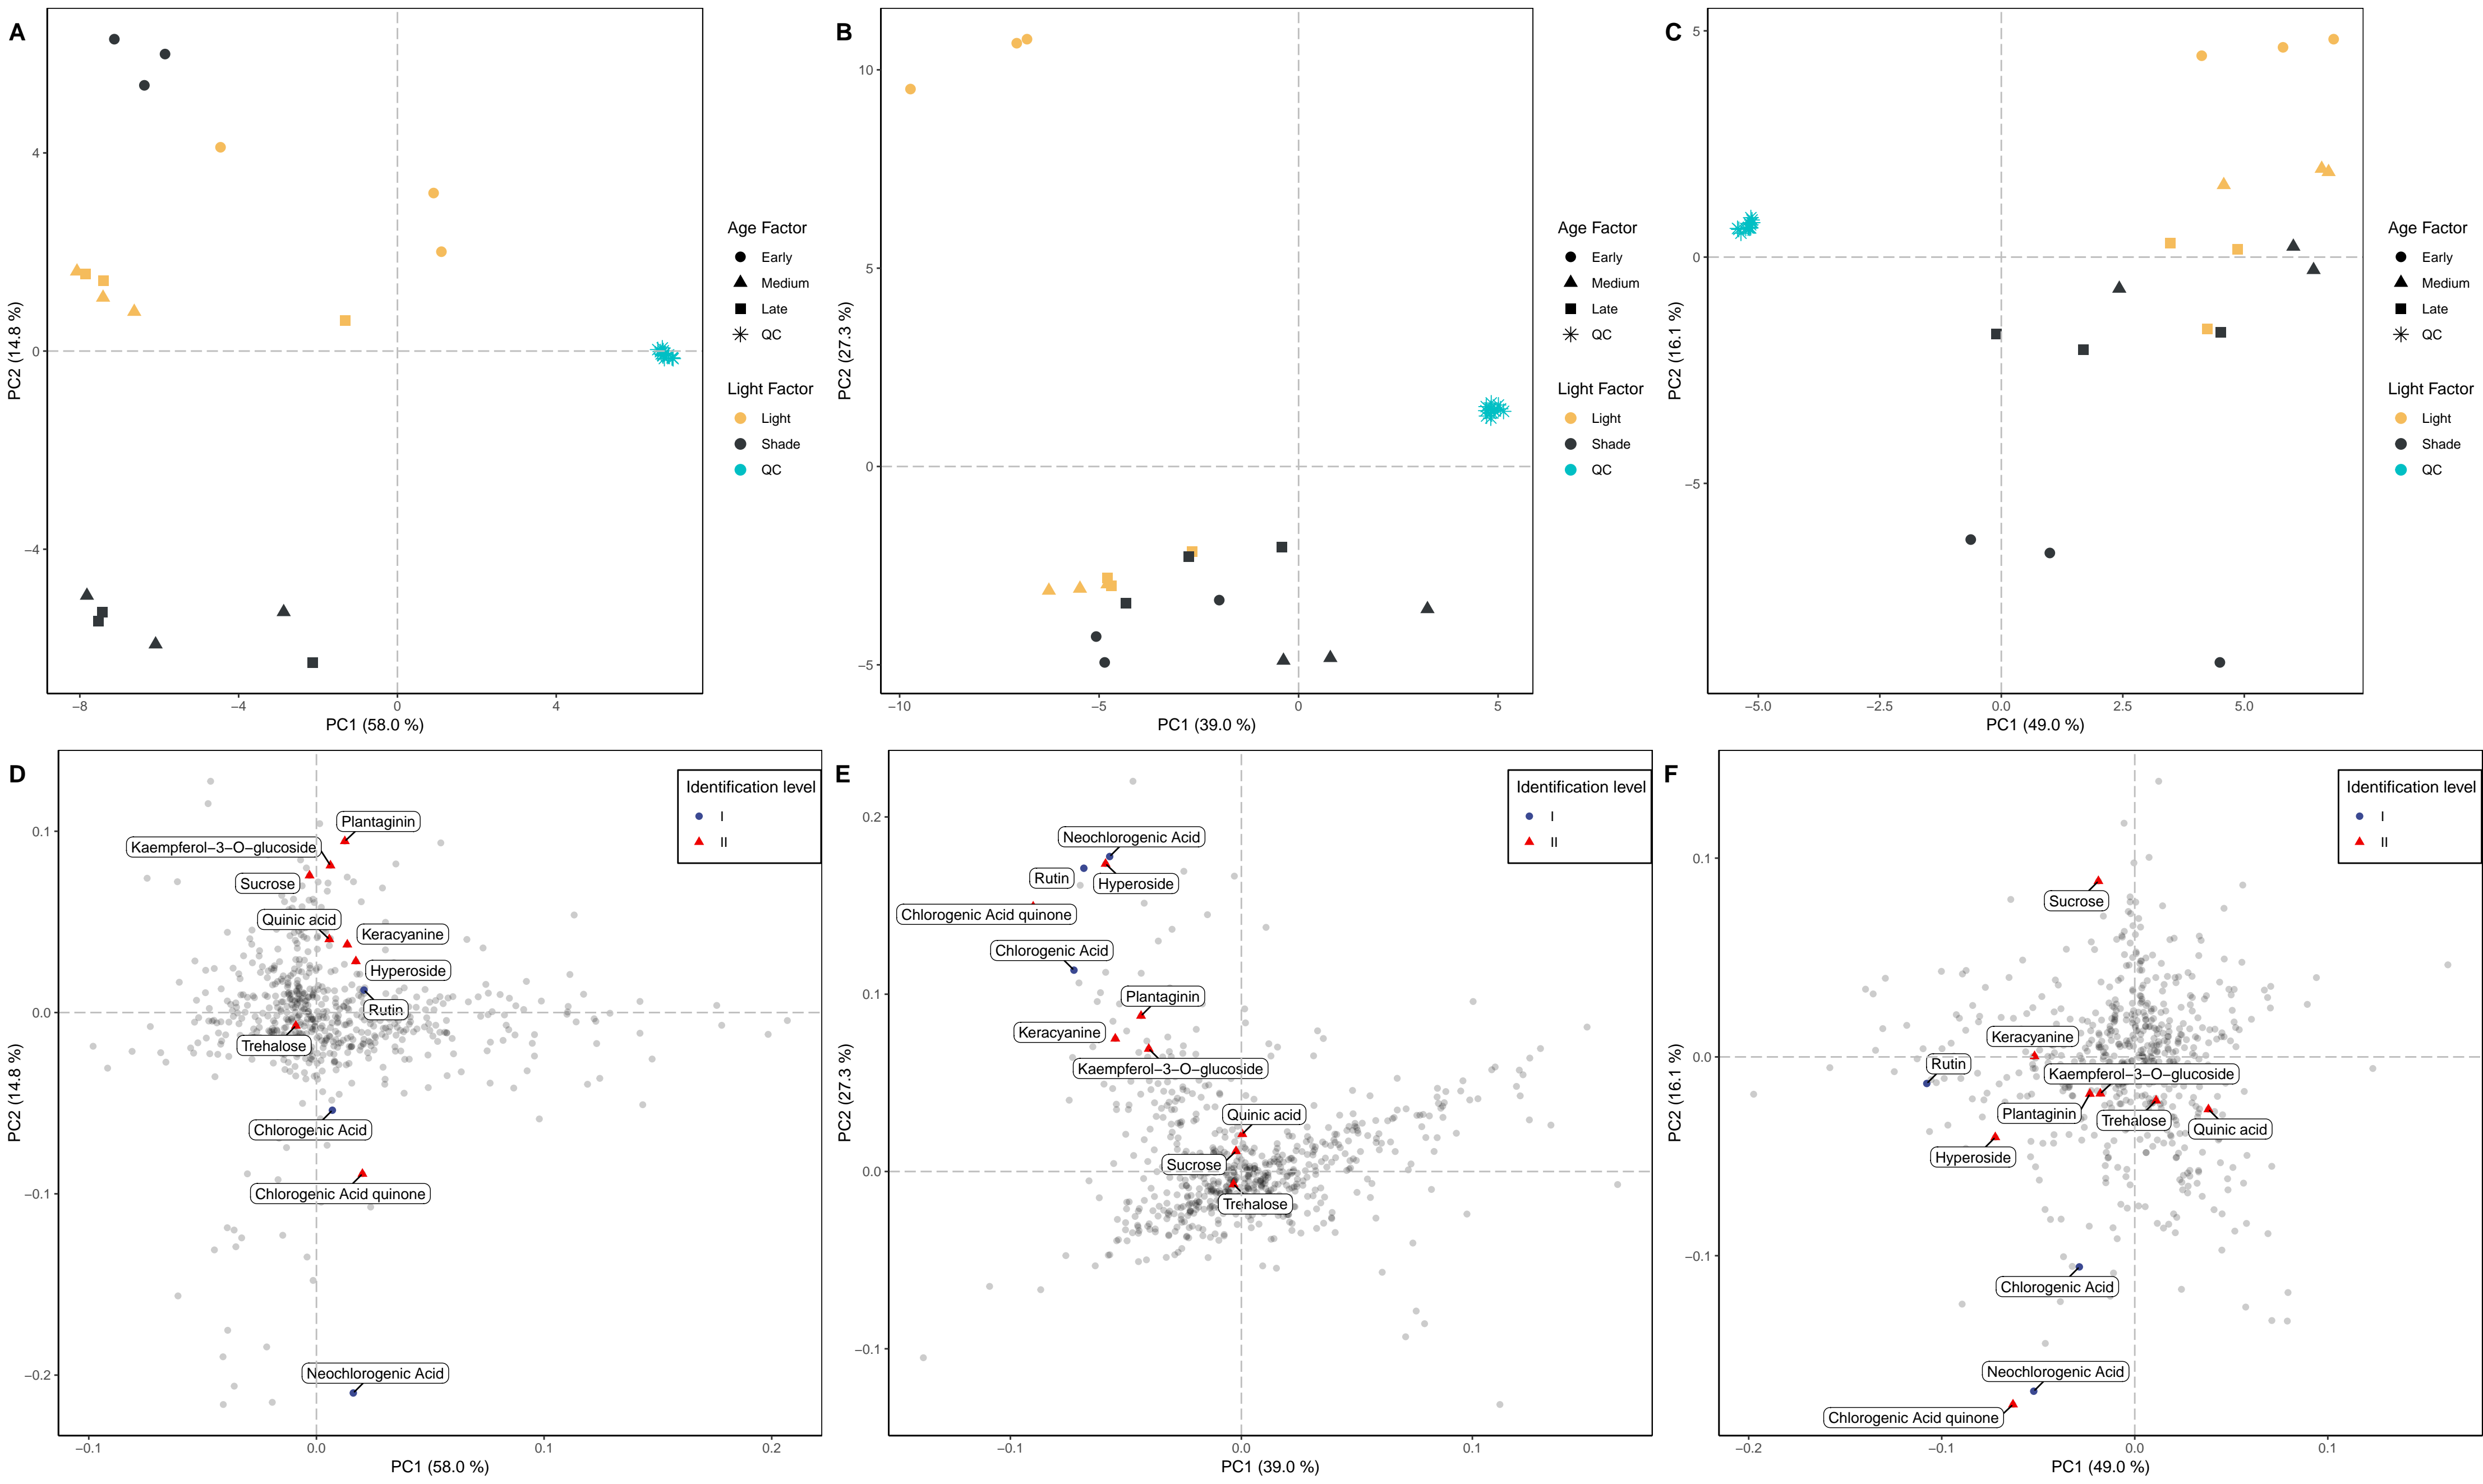 A
PC2 (14.8 %)
4
0
−4
−8
−4
0
4
PC1 (58.0 %)
Age Factor
Early
Medium
Late
QC
Light Factor
Light
Shade
QC
B
PC2 (27.3 %)
10
5
0
−5
−10
−5
0
5
PC1 (39.0 %)
Age Factor
Early
Medium
Late
QC
Light Factor
Light
Shade
QC
C
PC2 (16.1 %)
5
0
−5
−5.0
−2.5
0.0
2.5
5.0
PC1 (49.0 %)
Age Factor
Early
Medium
Late
QC
Light Factor
Light
Shade
QC
D
PC2 (14.8 %)
0.1
0.0
−0.1
−0.2
Identification level
I
II
Plantaginin
Kaempferol−3−O−glucoside
Sucrose
Quinic acid
Keracyanine
Hyperoside
Rutin
Trehalose
Chlorogenic Acid
Chlorogenic Acid quinone
Neochlorogenic Acid
−0.1
0.0
0.1
0.2
PC1 (58.0 %)
E
PC2 (27.3 %)
0.2
0.1
0.0
−0.1
Identification level
I
II
Neochlorogenic Acid
Rutin
Hyperoside
Chlorogenic Acid quinone
Chlorogenic Acid
Plantaginin
Keracyanine
Kaempferol−3−O−glucoside
Quinic acid
Sucrose
Trehalose
−0.1
0.0
0.1
PC1 (39.0 %)
F
PC2 (16.1 %)
0.1
0.0
−0.1
Identification level
I
II
Sucrose
Keracyanine
Rutin
Kaempferol−3−O−glucoside
Plantaginin
Trehalose
Quinic acid
Hyperoside
Chlorogenic Acid
Neochlorogenic Acid
Chlorogenic Acid quinone
−0.2
−0.1
0.0
0.1
PC1 (49.0 %)